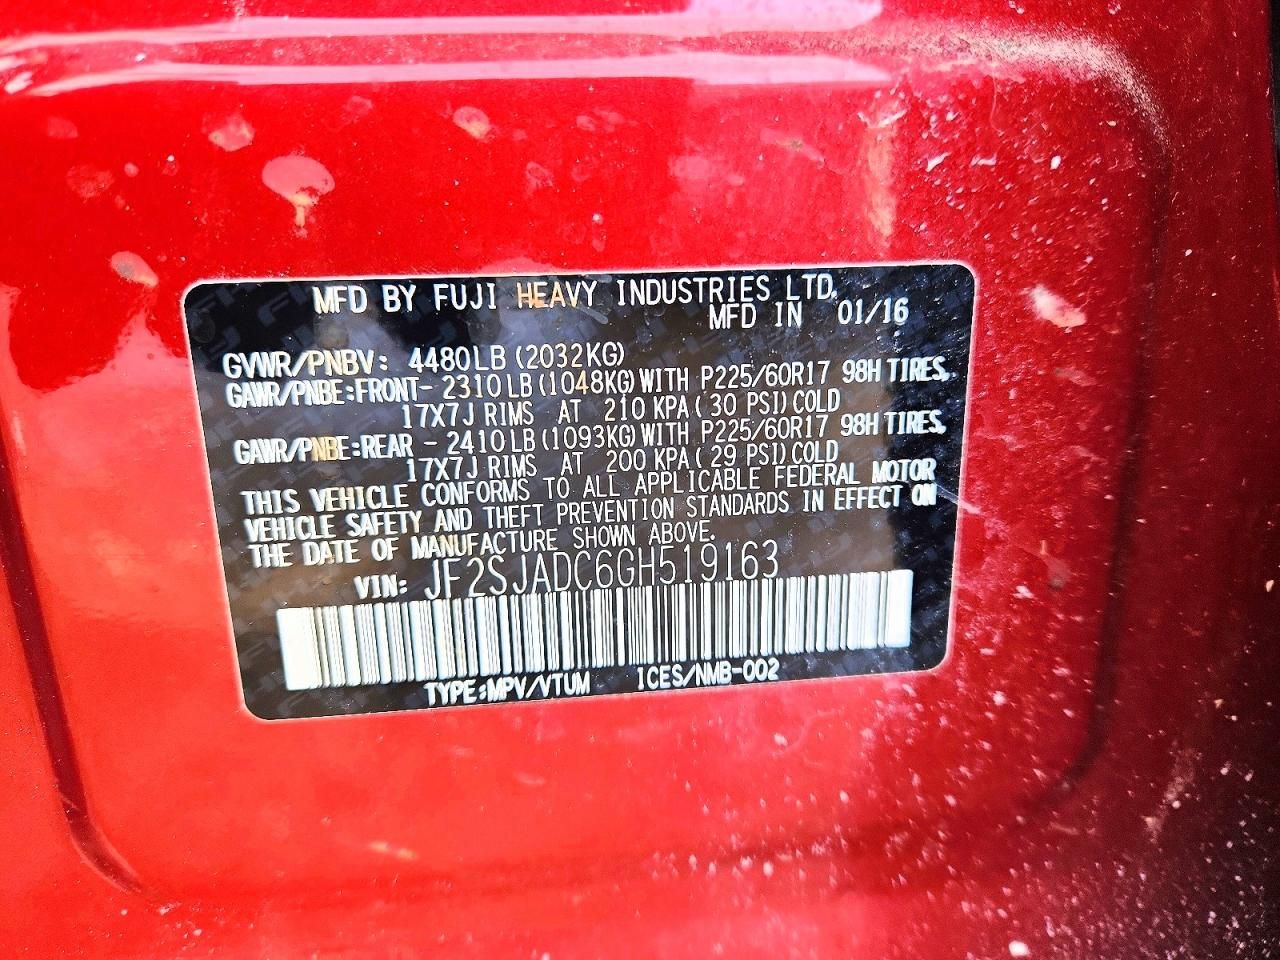 MFD BY FUJI HEAVY INDUSTRIES LTD.
MFD IN 01/16
GVWR/PNBV: 4480LB (2032KG)
GAWR/PNBE:FRONT- 2310LB (1048KG) WITH P225/60R17 98H TIRES,
17X7J RIMS AT 210 KPA (30 PSI) COLD
GAWR/PNBE:REAR - 2410LB (1093KG) WITH P225/60R17 98H TIRES,
17X7J RIMS AT 200 KPA (29 PSI) COLD
THIS VEHICLE CONFORMS TO ALL APPLICABLE FEDERAL MOTOR
VEHICLE SAFETY AND THEFT PREVENTION STANDARDS IN EFFECT ON
THE DATE OF MANUFACTURE SHOWN ABOVE.
VIN: JF2SJADC6GH519163
TYPE:MPV/VTUM ICES/NMB-002